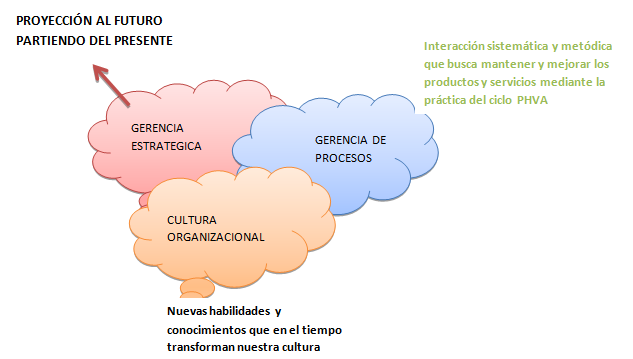 PROYECCIÓN AL FUTURO
PARTIENDO DEL PRESENTE
Interacción sistemática y metódica
que busca mantener y mejorar los
productos y servicios mediante la
práctica del ciclo PHVA
GERENCIA
ESTRATEGICA
GERENCIA DE
PROCESOS
CULTURA
ORGANIZACIONAL
Nuevas habilidades y
conocimientos que en el tiempo
transforman nuestra cultura